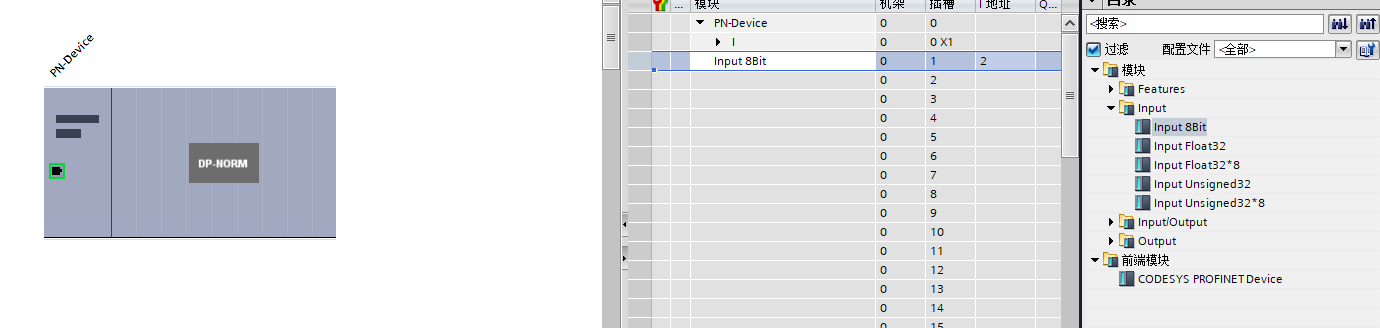 PN-Device
DP-NORM
... 模块 机架 插槽 I 地址 Q...
PN-Device 0 0
I 0 0 X1
Input 8Bit 0 1 2
0 2
0 3
0 4
0 5
0 6
0 7
0 8
0 9
0 10
0 11
0 12
0 13
0 14
0 15
目录
<搜索>
过滤 配置文件 <全部>
模块
Features
Input
Input 8Bit
Input Float32
Input Float32*8
Input Unsigned32
Input Unsigned32*8
Input/Output
Output
前端模块
CODESYS PROFINET Device